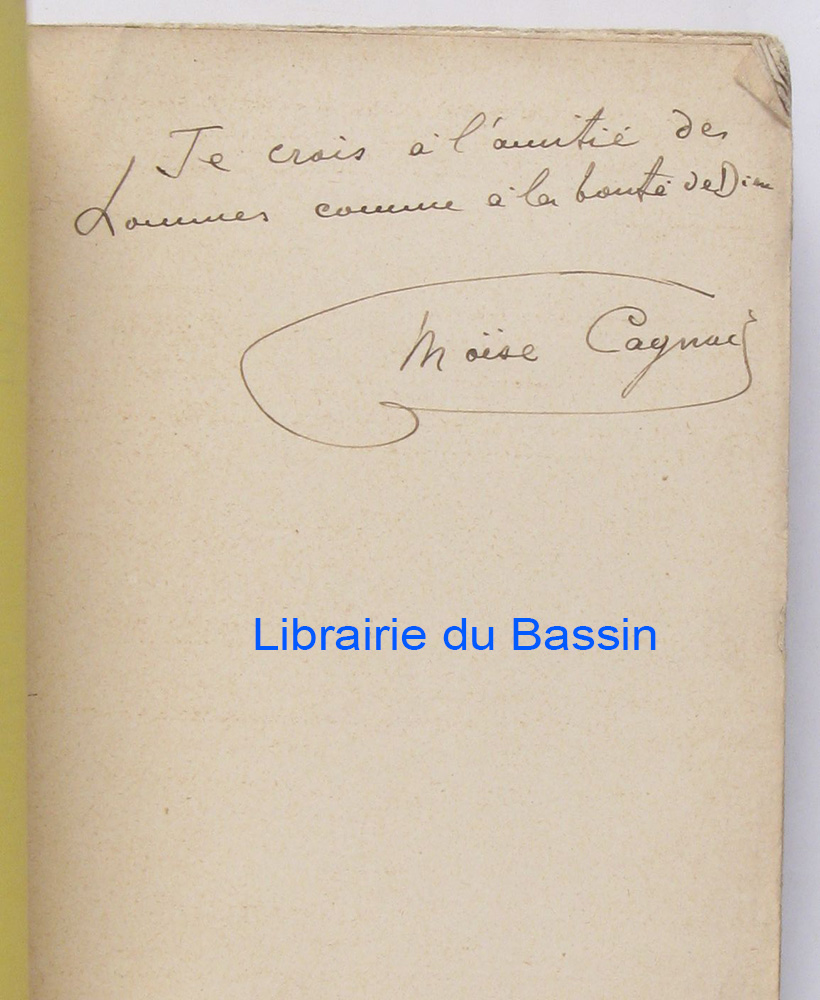 Je crois à l'amitié des
hommes comme à la bonté de Dieu
Moïse Cagnac
Librairie du Bassin